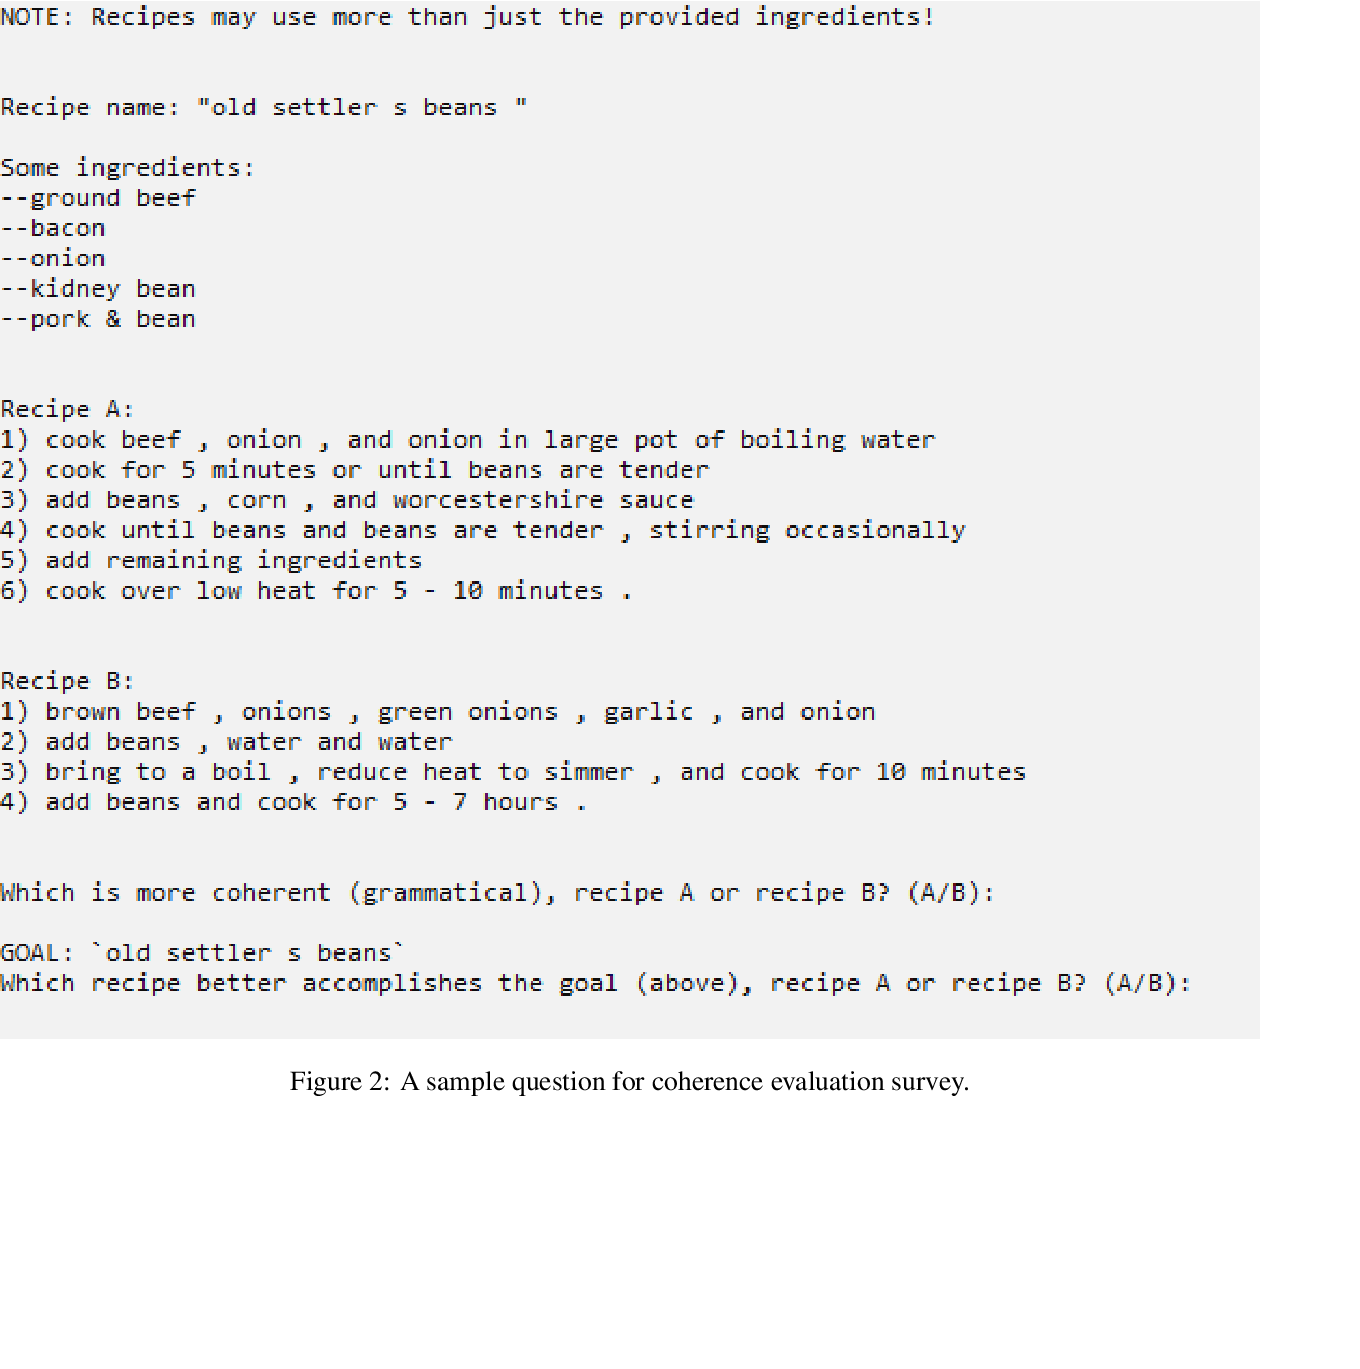 NOTE: Recipes may use more than just the provided ingredients!
Recipe name: "old settler s beans "
Some ingredients:
--ground beef
--bacon
--onion
--kidney bean
--pork & bean
Recipe A:
1) cook beef , onion , and onion in large pot of boiling water
2) cook for 5 minutes or until beans are tender
3) add beans , corn , and worcestershire sauce
4) cook until beans and beans are tender , stirring occasionally
5) add remaining ingredients
6) cook over low heat for 5 - 10 minutes .
Recipe B:
1) brown beef , onions , green onions , garlic , and onion
2) add beans , water and water
3) bring to a boil , reduce heat to simmer , and cook for 10 minutes
4) add beans and cook for 5 - 7 hours .
Which is more coherent (grammatical), recipe A or recipe B? (A/B):
GOAL: `old settler s beans`
Which recipe better accomplishes the goal (above), recipe A or recipe B? (A/B):
Figure 2: A sample question for coherence evaluation survey.